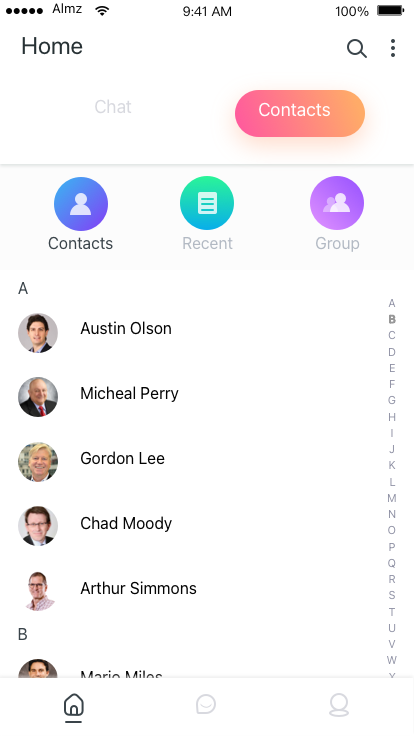 Almz 9:41 AM 100%
Home
Chat Contacts
Contacts Recent Group
A
Austin Olson
Micheal Perry
Gordon Lee
Chad Moody
Arthur Simmons
B
Mario Miles
A
B
C
D
E
F
G
H
I
J
K
L
M
N
O
P
Q
R
S
T
U
V
W